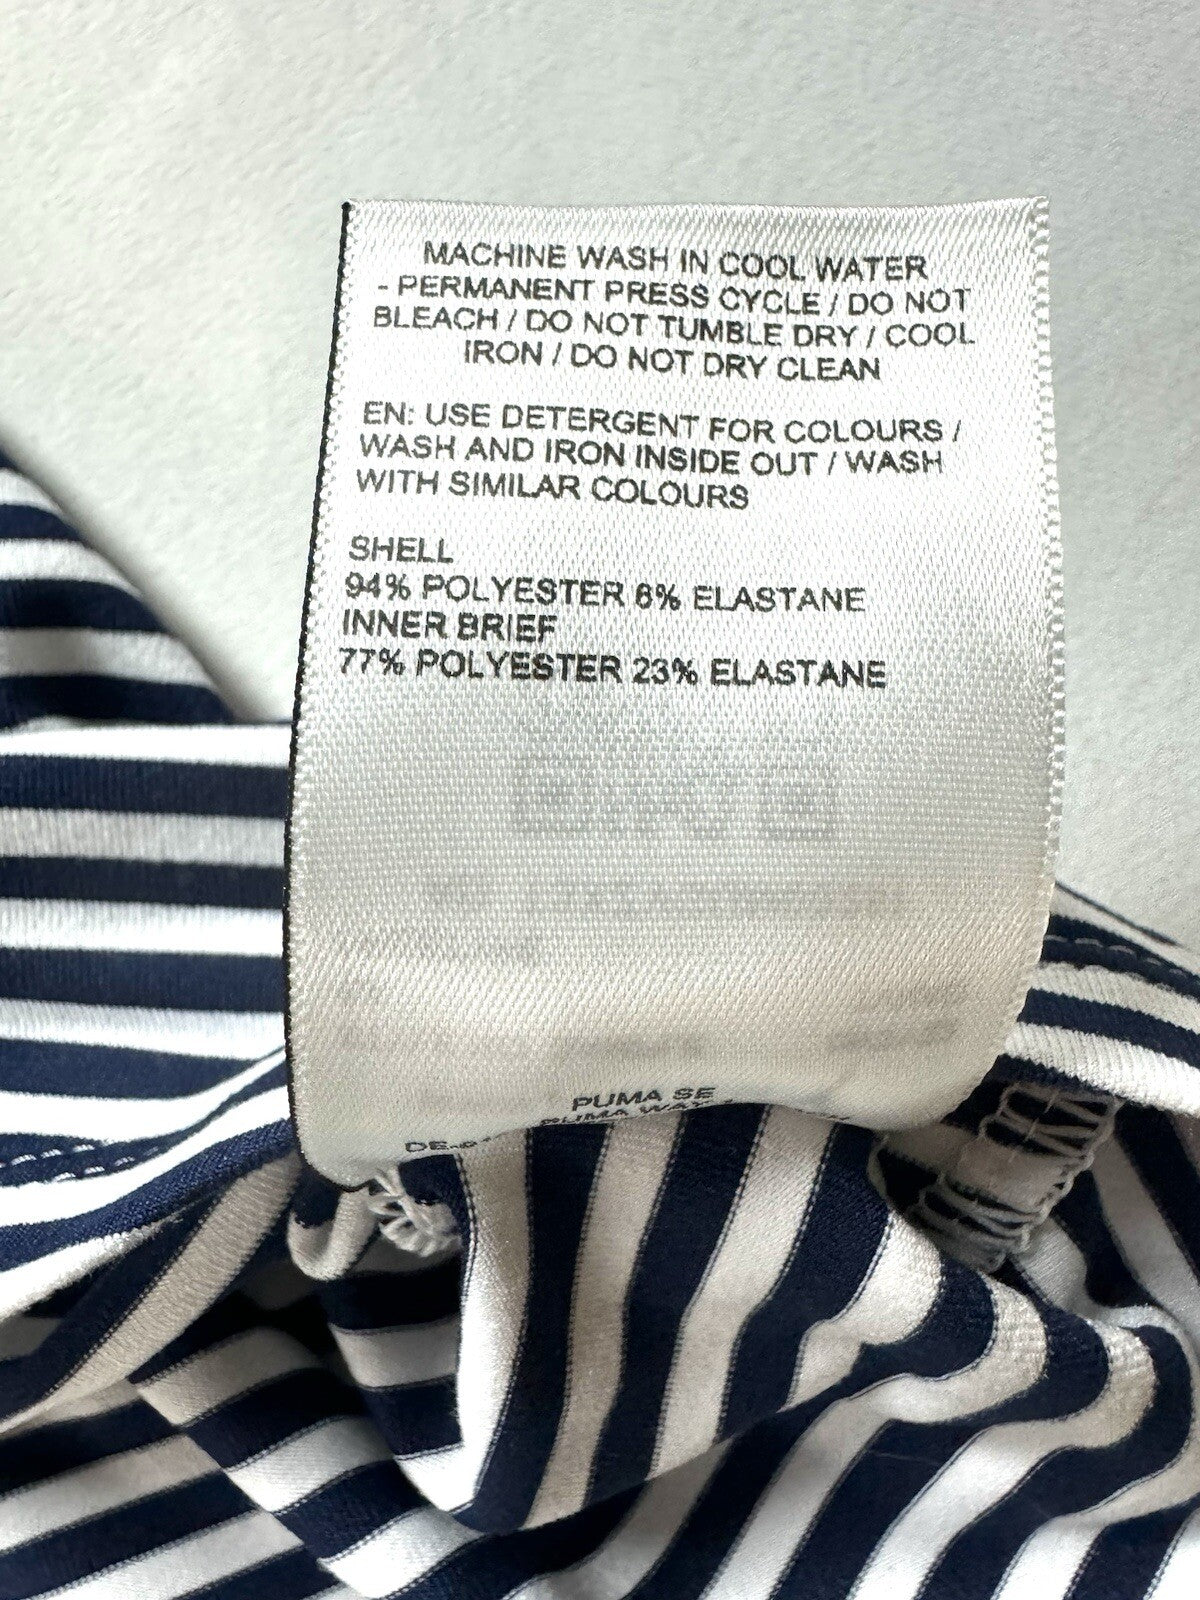 MACHINE WASH IN COOL WATER
- PERMANENT PRESS CYCLE / DO NOT
BLEACH / DO NOT TUMBLE DRY / COOL
IRON / DO NOT DRY CLEAN
EN: USE DETERGENT FOR COLOURS /
WASH AND IRON INSIDE OUT / WASH
WITH SIMILAR COLOURS
SHELL
94% POLYESTER 6% ELASTANE
INNER BRIEF
77% POLYESTER 23% ELASTANE
PUMA SE
PUMA WAY